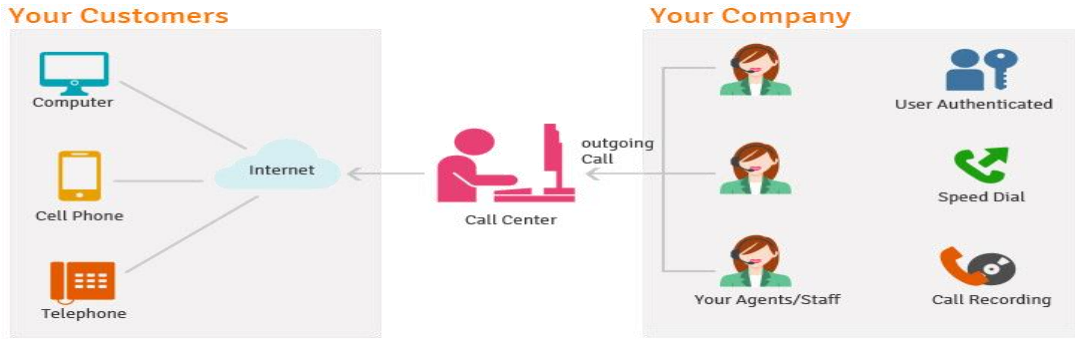 Your Customers
Your Company
Computer
Cell Phone
Telephone
Internet
Call Center
outgoing
Call
Your Agents/Staff
User Authenticated
Speed Dial
Call Recording